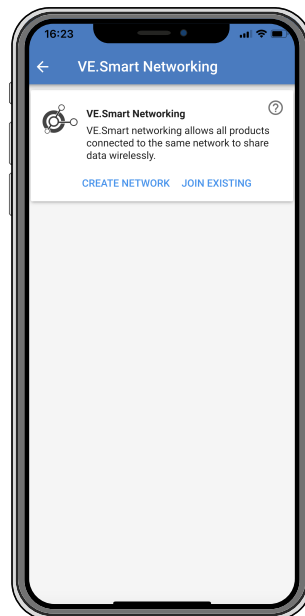 16:23
VE.Smart Networking
VE.Smart Networking
?
VE.Smart networking allows all products
connected to the same network to share
data wirelessly.
CREATE NETWORK JOIN EXISTING